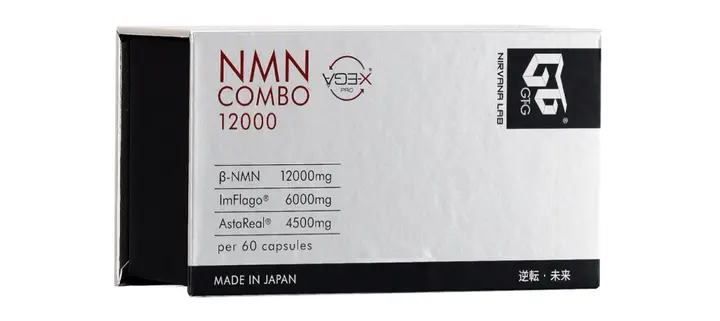 NMN
COMBO
12000
X-EGA
PRO
NIRVANA LAB
GTG
β-NMN 12000mg
ImFlago® 6000mg
AstaReal® 4500mg
per 60 capsules
MADE IN JAPAN
逆転・未来